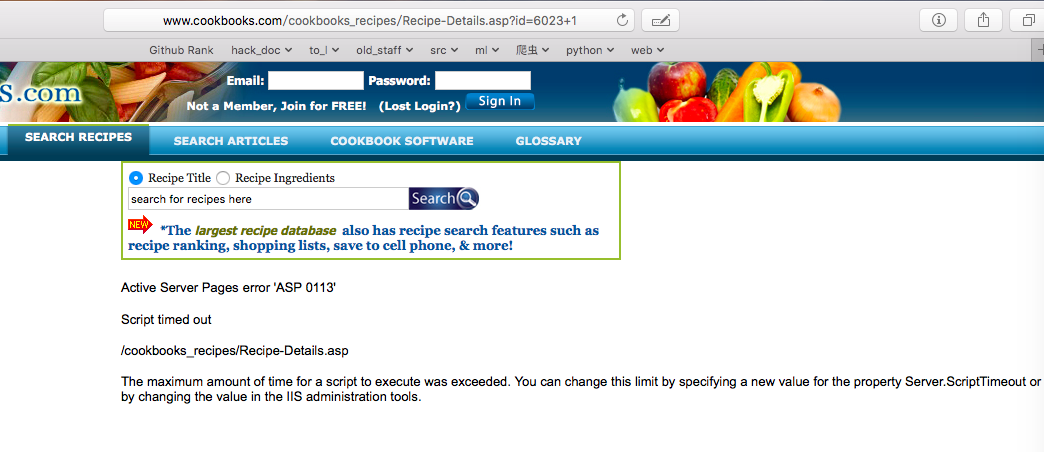 www.cookbooks.com/cookbooks_recipes/Recipe-Details.asp?id=6023+1
Github Rank hack_doc to_l old_staff src ml 爬虫 python web
s.com
Email: Password:
Not a Member, Join for FREE! (Lost Login?) Sign In
SEARCH RECIPES SEARCH ARTICLES COOKBOOK SOFTWARE GLOSSARY
Recipe Title Recipe Ingredients
search for recipes here Search
NEW *The largest recipe database also has recipe search features such as
recipe ranking, shopping lists, save to cell phone, & more!
Active Server Pages error 'ASP 0113'
Script timed out
/cookbooks_recipes/Recipe-Details.asp
The maximum amount of time for a script to execute was exceeded. You can change this limit by specifying a new value for the property Server.ScriptTimeout or
by changing the value in the IIS administration tools.